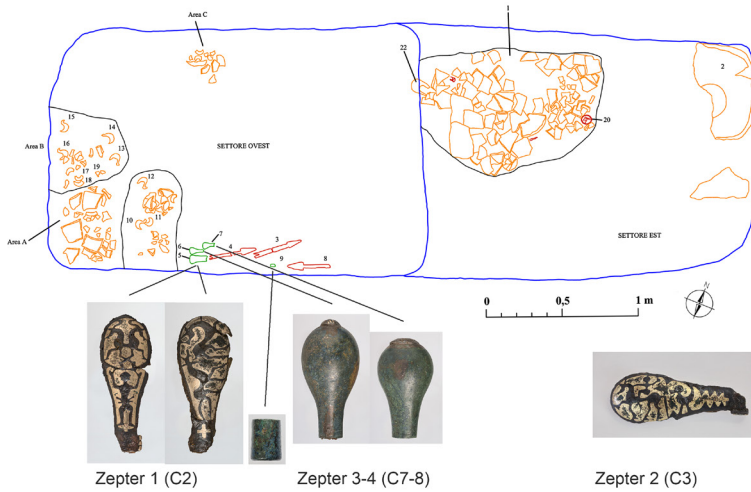 Area C
1
22
2
15
14
Area B
16
13
20
SETTORE OVEST
17
19
18
12
10
11
SETTORE EST
Area A
7
3
6
4
5
9
8
N
0
0,5
1 m
Zepter 1 (C2)
Zepter 3-4 (C7-8)
Zepter 2 (C3)